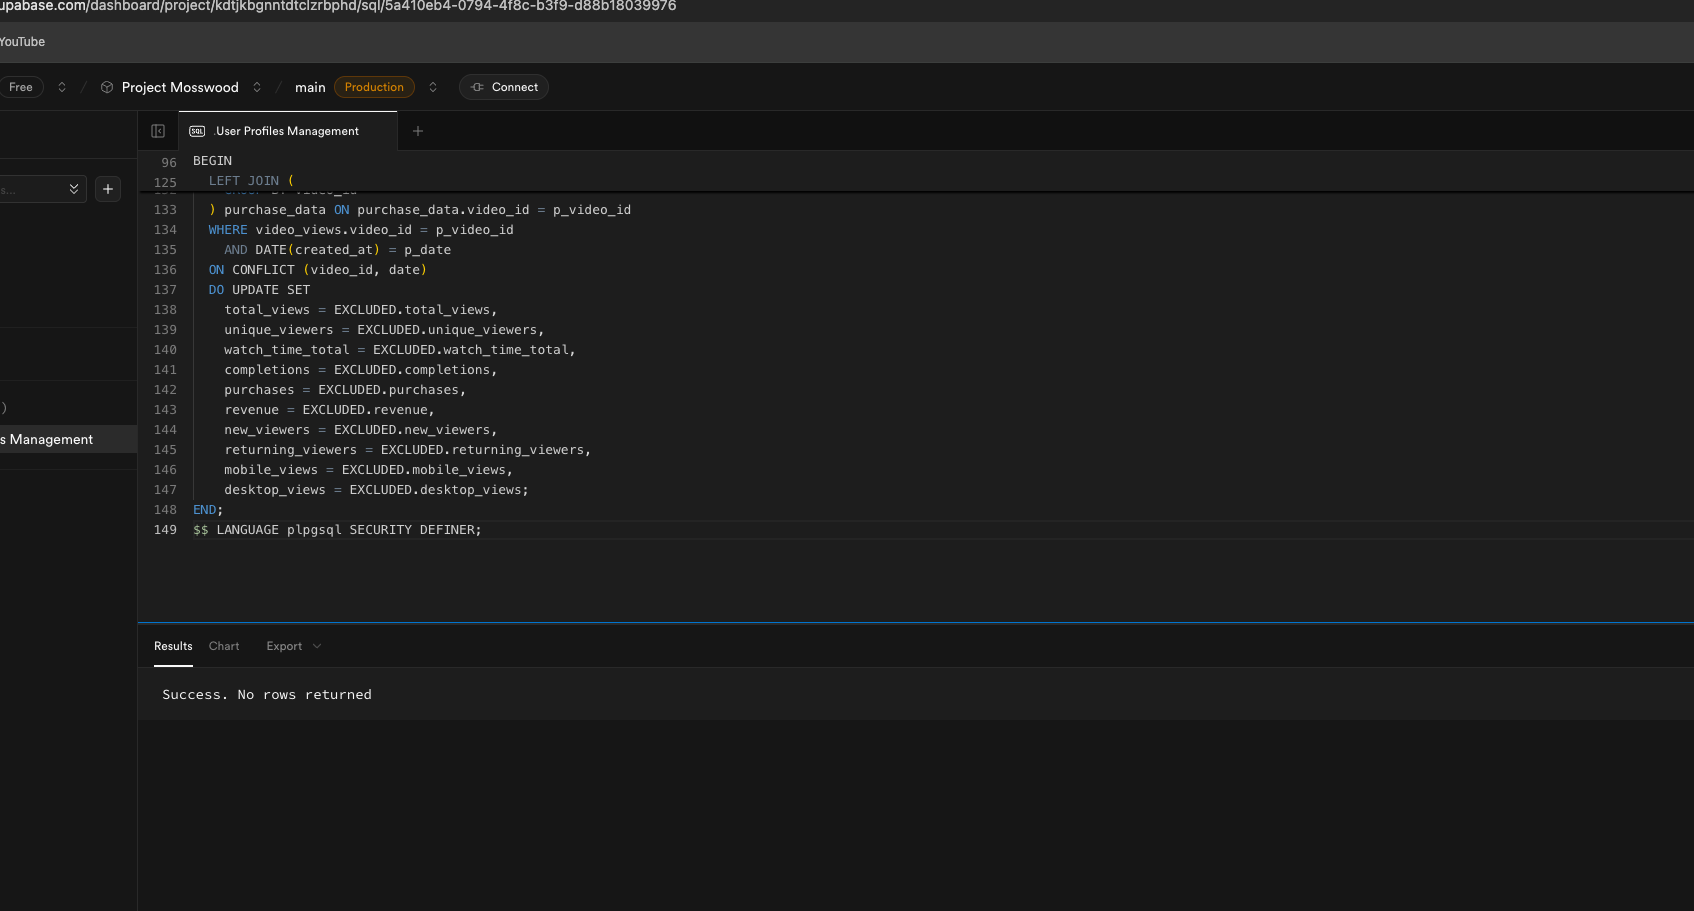 upabase.com/dashboard/project/kdtjkbgnntdtclzrbphd/sql/5a410eb4-0794-4f8c-b3f9-d88b18039976
YouTube
Free / Project Mosswood / main Production Connect
SQL .User Profiles Management +
s... +
)
s Management
96 BEGIN
125 LEFT JOIN (
133 ) purchase_data ON purchase_data.video_id = p_video_id
134 WHERE video_views.video_id = p_video_id
135 AND DATE(created_at) = p_date
136 ON CONFLICT (video_id, date)
137 DO UPDATE SET
138 total_views = EXCLUDED.total_views,
139 unique_viewers = EXCLUDED.unique_viewers,
140 watch_time_total = EXCLUDED.watch_time_total,
141 completions = EXCLUDED.completions,
142 purchases = EXCLUDED.purchases,
143 revenue = EXCLUDED.revenue,
144 new_viewers = EXCLUDED.new_viewers,
145 returning_viewers = EXCLUDED.returning_viewers,
146 mobile_views = EXCLUDED.mobile_views,
147 desktop_views = EXCLUDED.desktop_views;
148 END;
149 $$ LANGUAGE plpgsql SECURITY DEFINER;
Results Chart Export
Success. No rows returned